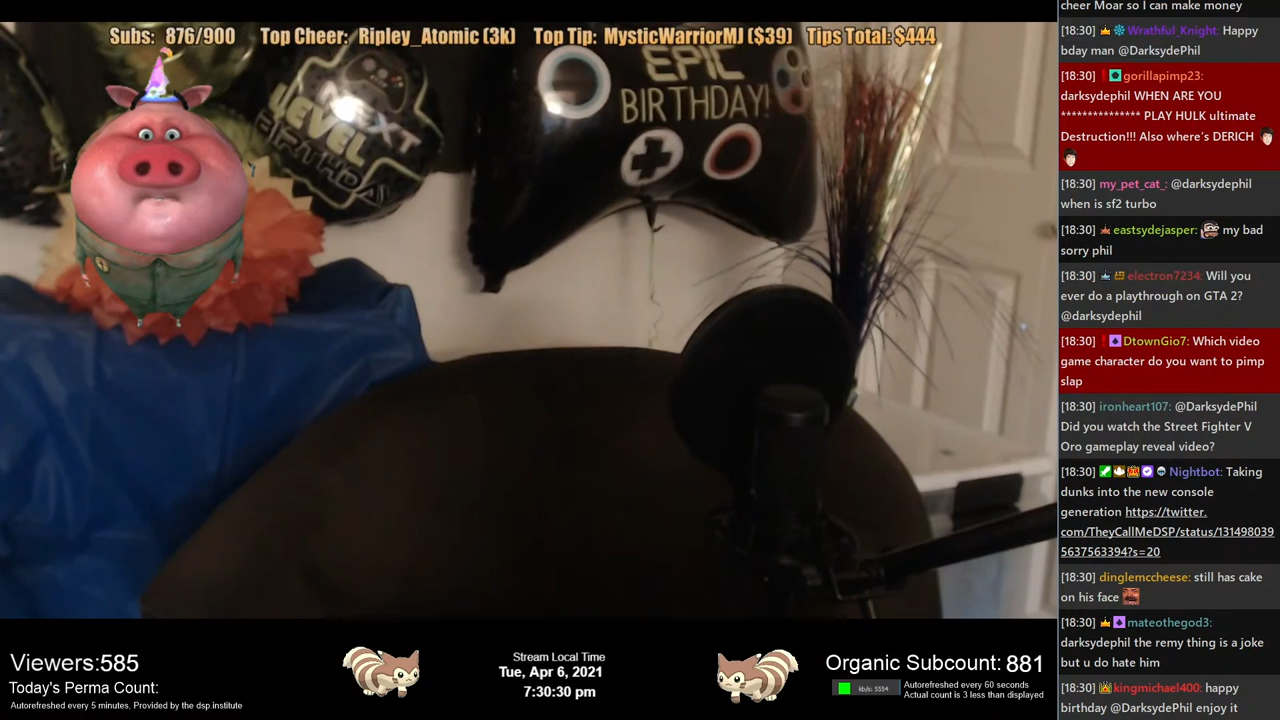 Subs: 876/900 Top Cheer: Ripley_Atomic (3k) Top Tip: MysticWarriorMJ ($39) Tips Total: $444
NEXT
LEVEL
BIRTHDAY
EPIC
BIRTHDAY!
Viewers:585
Today's Perma Count:
Autorefreshed every 5 minutes. Provided by the dsp.institute
Stream Local Time
Tue, Apr 6, 2021
7:30:30 pm
Organic Subcount: 881
kb/s: 5554
Autorefreshed every 60 seconds
Actual count is 3 less than displayed
cheer Moar so I can make money
[18:30] Wrathful_Knight: Happy
bday man @DarksydePhil
[18:30] gorillapimp23:
darksydephil WHEN ARE YOU
*************** PLAY HULK ultimate
Destruction!!! Also where's DERICH
[18:30] my_pet_cat_: @darksydephil
when is sf2 turbo
[18:30] eastsydejasper: my bad
sorry phil
[18:30] electron7234: Will you
ever do a playthrough on GTA 2?
@darksydephil
[18:30] DtownGio7: Which video
game character do you want to pimp
slap
[18:30] ironheart107: @DarksydePhil
Did you watch the Street Fighter V
Oro gameplay reveal video?
[18:30] Nightbot: Taking
dunks into the new console
generation https://twitter.
com/TheyCallMeDSP/status/131498039
5637563394?s=20
[18:30] dinglemccheese: still has cake
on his face
[18:30] mateothegod3:
darksydephil the remy thing is a joke
but u do hate him
[18:30] kingmichael400: happy
birthday @DarksydePhil enjoy it